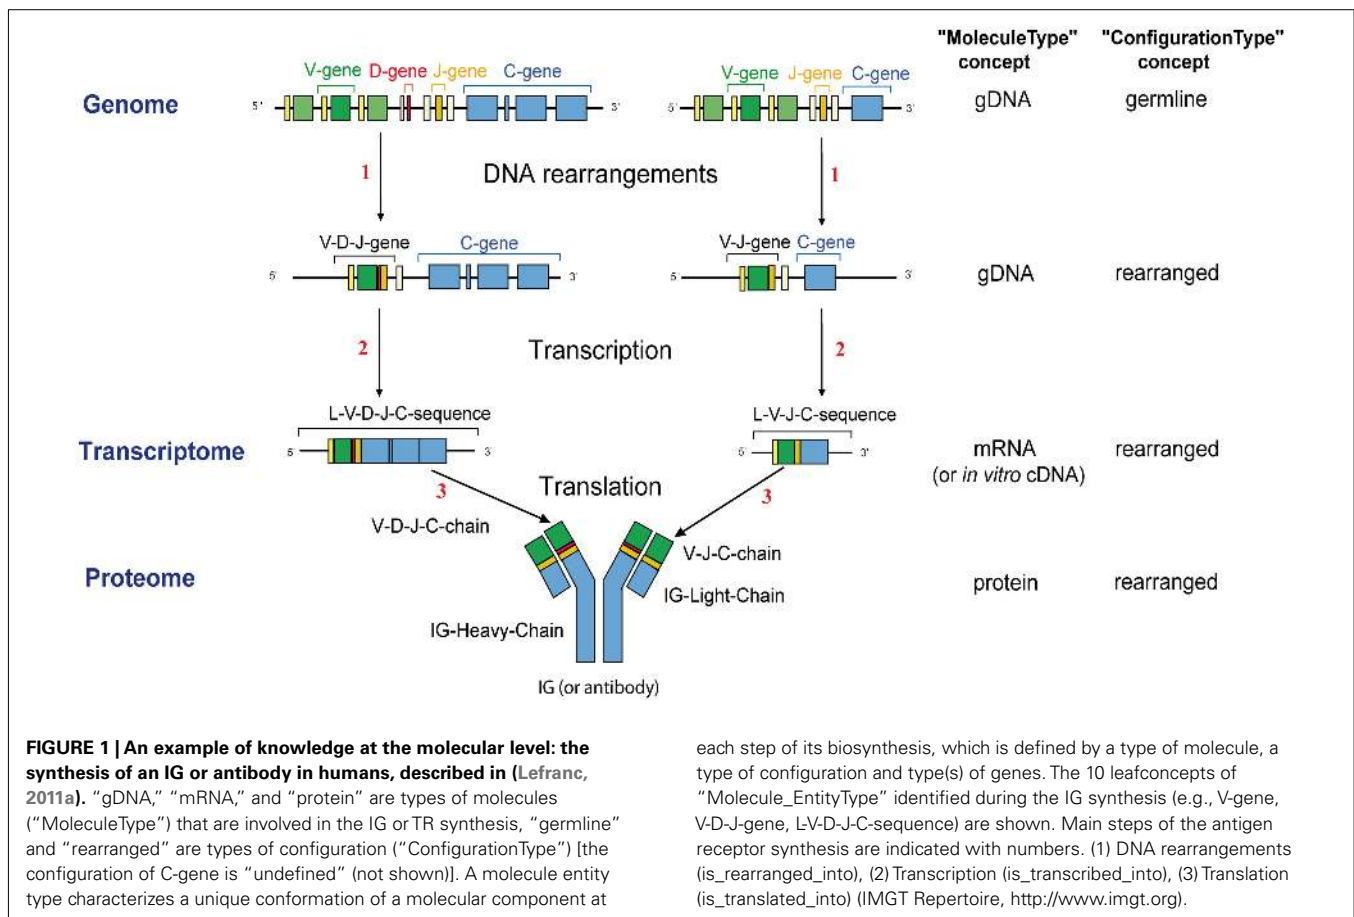 "MoleculeType" "ConfigurationType"
concept concept
V-gene D-gene J-gene C-gene V-gene J-gene C-gene
Genome 5' 3' 5' 3' gDNA germline
1 DNA rearrangements 1
V-D-J-gene C-gene V-J-gene C-gene
5' 3' 5' 3' gDNA rearranged
2 Transcription 2
L-V-D-J-C-sequence L-V-J-C-sequence
Transcriptome 5' 3' 5' 3' mRNA rearranged
(or in vitro cDNA)
3 Translation 3
V-D-J-C-chain
V-J-C-chain
Proteome protein rearranged
IG-Light-Chain
IG-Heavy-Chain
IG (or antibody)
FIGURE 1 | An example of knowledge at the molecular level: the
synthesis of an IG or antibody in humans, described in (Lefranc,
2011a). “gDNA,” “mRNA,” and “protein” are types of molecules
(“MoleculeType”) that are involved in the IG or TR synthesis, “germline”
and “rearranged” are types of configuration (“ConfigurationType”) [the
configuration of C-gene is “undefined” (not shown)]. A molecule entity
type characterizes a unique conformation of a molecular component at
each step of its biosynthesis, which is defined by a type of molecule, a
type of configuration and type(s) of genes. The 10 leafconcepts of
“Molecule_EntityType” identified during the IG synthesis (e.g., V-gene,
V-D-J-gene, L-V-D-J-C-sequence) are shown. Main steps of the antigen
receptor synthesis are indicated with numbers. (1) DNA rearrangements
(is_rearranged_into), (2) Transcription (is_transcribed_into), (3) Translation
(is_translated_into) (IMGT Repertoire, http://www.imgt.org).